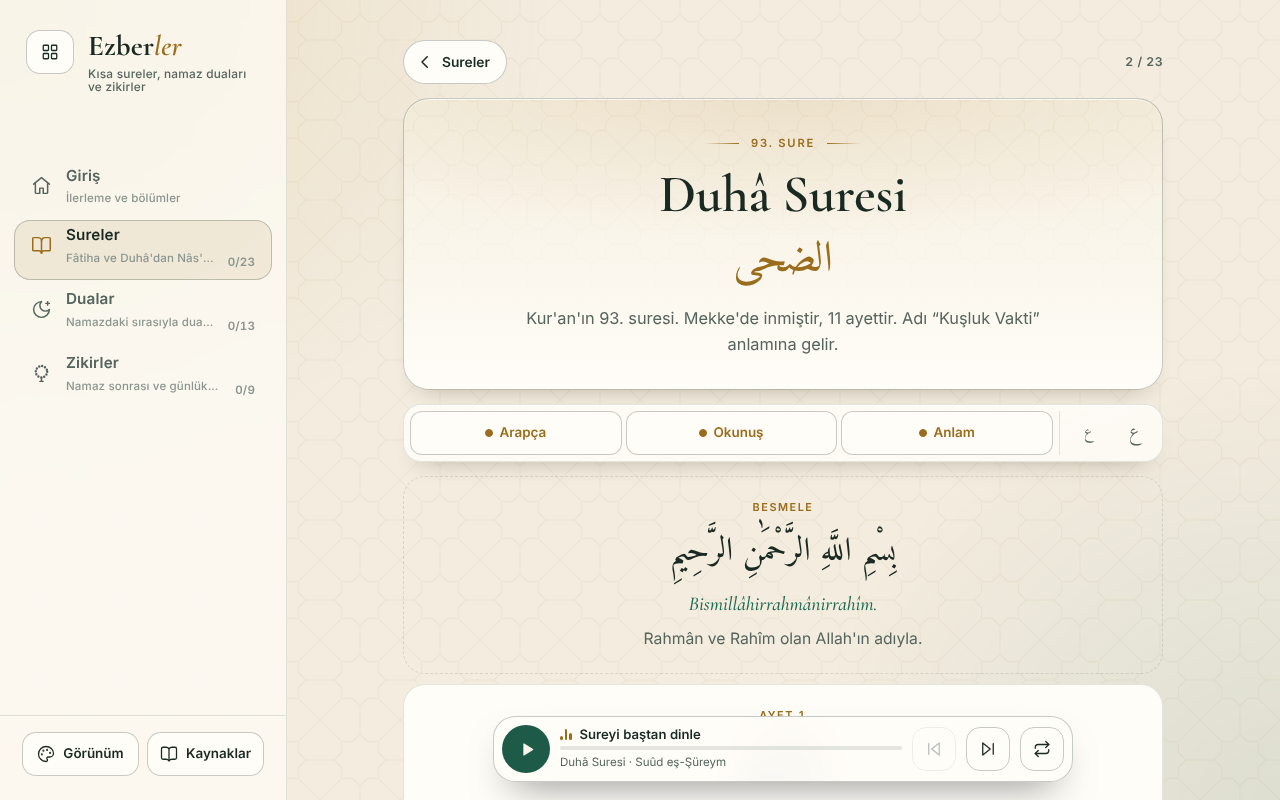 Ezberler
Kısa sureler, namaz duaları
ve zikirler
Giriş
İlerleme ve bölümler
Sureler
Fâtiha ve Duhâ'dan Nâs'...
0/23
Dualar
Namazdaki sırasıyla dua...
0/13
Zikirler
Namaz sonrası ve günlük...
0/9
Görünüm
Kaynaklar
Sureler
2 / 23
93. SURE
Duhâ Suresi
الضحى
Kur'an'ın 93. suresi. Mekke'de inmiştir, 11 ayettir. Adı “Kuşluk Vakti”
anlamına gelir.
Arapça
Okunuş
Anlam
ع
ع
BESMELE
بِسْمِ اللَّهِ الرَّحْمَٰنِ الرَّحِيمِ
Bismillâhirrahmânirrahîm.
Rahmân ve Rahîm olan Allah'ın adıyla.
AYET 1
Sureyi baştan dinle
Duhâ Suresi · Suûd eş-Şüreym